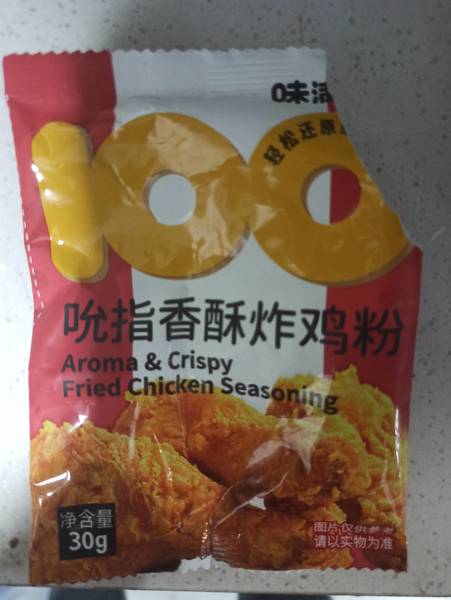 味滋
100
轻松还原
吮指香酥炸鸡粉
Aroma & Crispy
Fried Chicken Seasoning
净含量
30g
图片仅供参考
请以实物为准